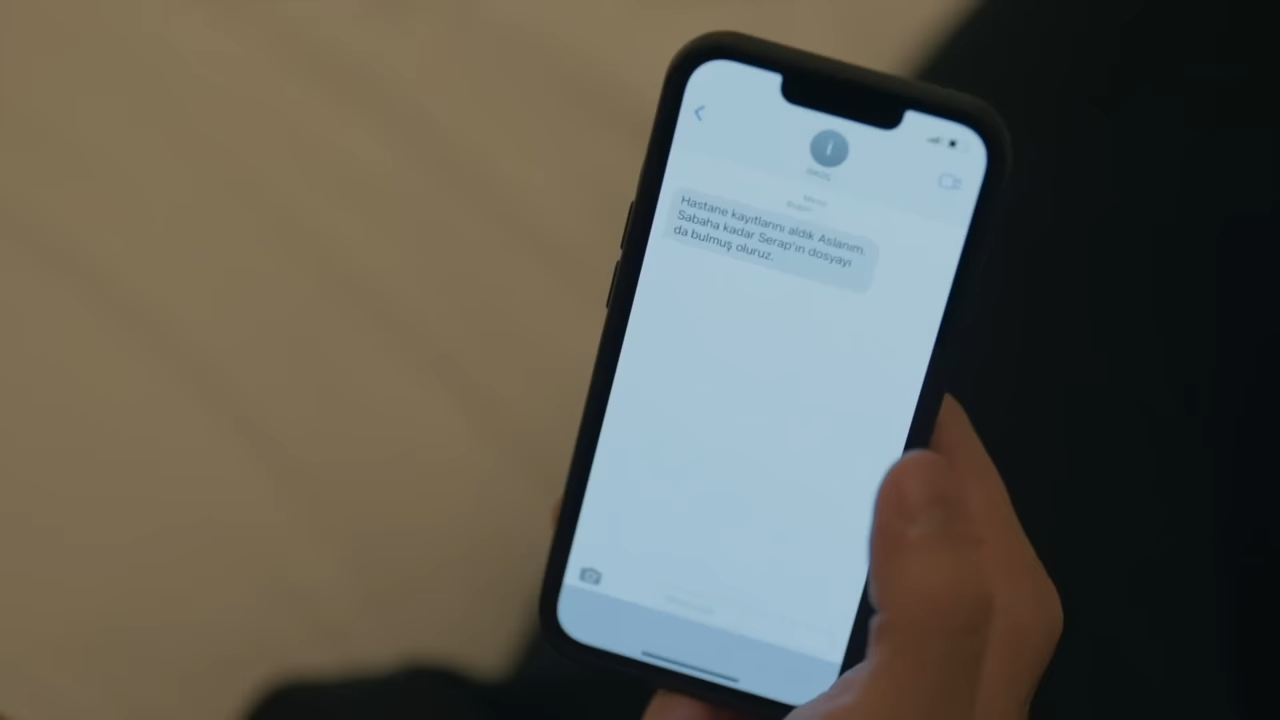 i
Hastane kayıtlarını aldık Aslanım.
Sabaha kadar Serap'ın dosyayı
da bulmuş oluruz.